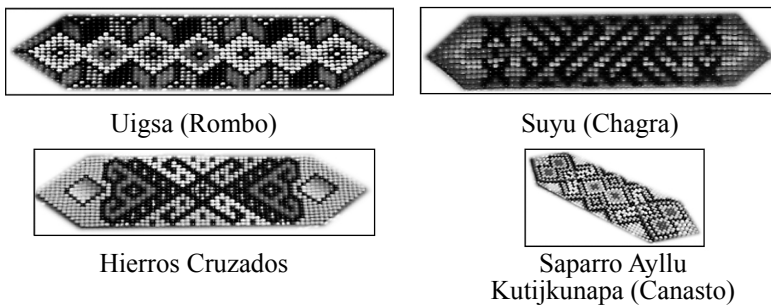 Uigsa (Rombo)
Suyu (Chagra)
Hierros Cruzados
Saparro Ayllu
Kutijkunapa (Canasto)